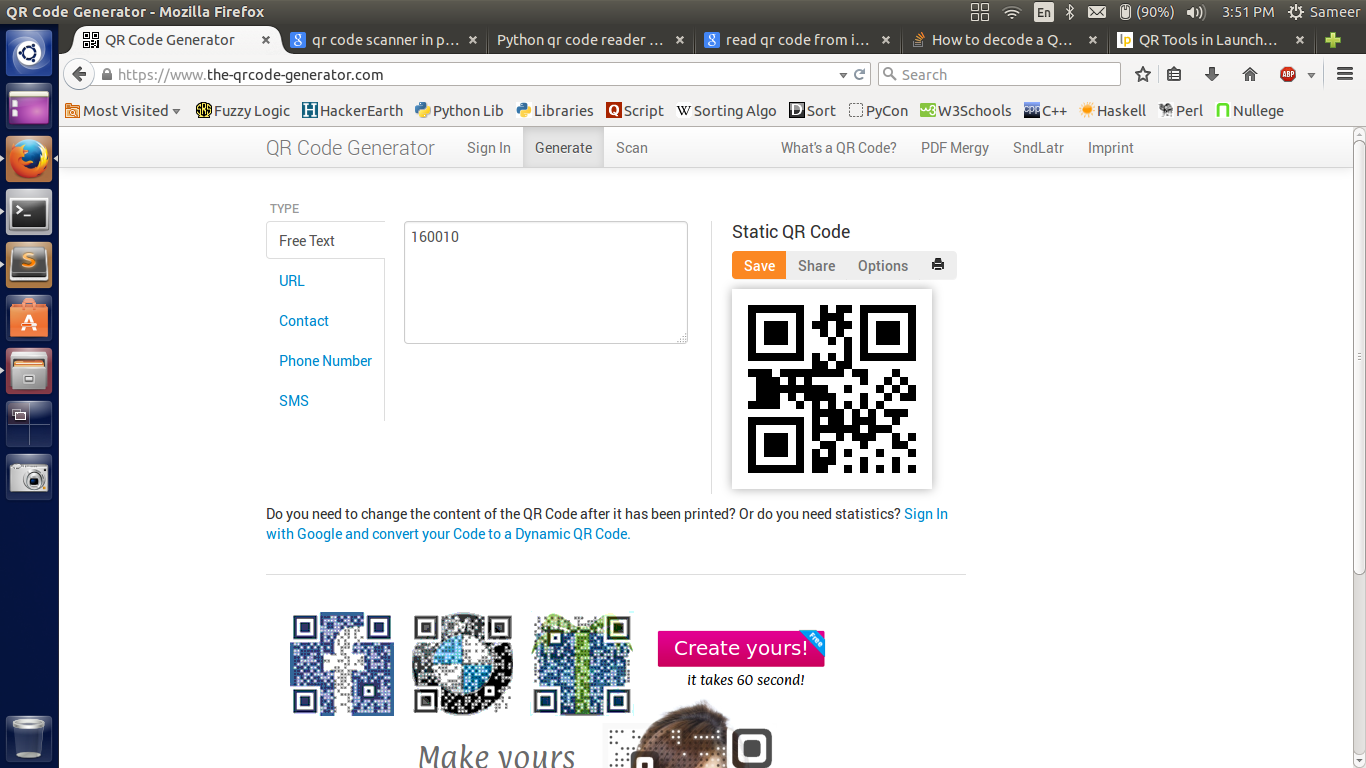 QR Code Generator - Mozilla Firefox
En (90%) 3:51 PM Sameer
QR Code Generator × qr code scanner in p... × Python qr code reader ... × read qr code from i... × How to decode a Q... × lp QR Tools in Launch... ×
https://www.the-qrcode-generator.com Search ABP
Most Visited Fuzzy Logic HackerEarth Python Lib Libraries Script Sorting Algo Sort PyCon W3Schools C++ Haskell Perl Nullege
QR Code Generator Sign In Generate Scan What's a QR Code? PDF Mergy SndLatr Imprint
TYPE
Free Text
URL
Contact
Phone Number
SMS
160010
Static QR Code
Save Share Options
Do you need to change the content of the QR Code after it has been printed? Or do you need statistics? Sign In
with Google and convert your Code to a Dynamic QR Code.
Create yours! Free
it takes 60 second!
Make yours